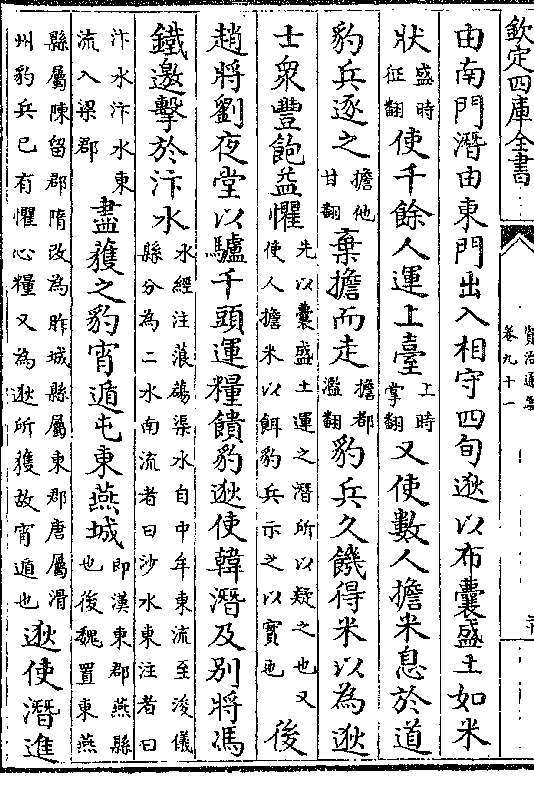 欽定四庫全書
資治通鑑
卷九十一
由南門潛由東門出入相守四旬逖以布囊盛土如米
狀盛時征翻使千餘人運上臺上時掌翻又使數人擔米息於道
豹兵逐之擔他甘翻棄擔而走擔都濫翻豹兵久饑得米以為逖
士衆豐飽益懼先以囊盛土運之潛所以疑之也又使人擔米以餌豹兵示之以實也後
趙將劉夜堂以驢千頭運糧饋豹逖使韓潛及別將馮
鐵邀擊於汴水水經注蒗䕞渠水自中牟東流至浚儀縣分為二水南流者曰沙水東注者曰
汴水汴水東流入梁郡盡獲之豹宵遁屯東燕城即漢東郡燕縣也後魏置東燕
縣屬陳留郡隋改為胙城縣屬東郡唐屬滑州豹兵已有懼心糧又為逖所獲故宵遁也逖使潛進